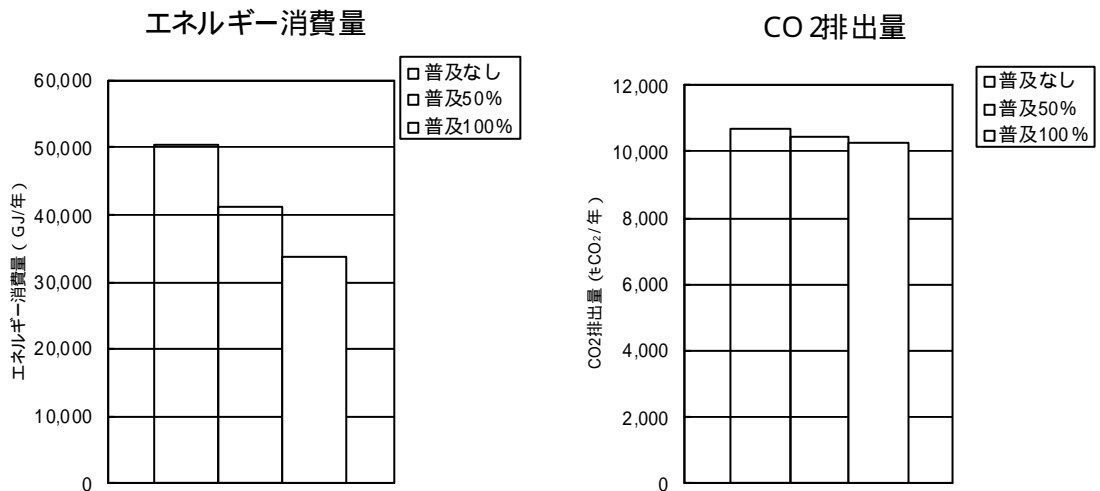 エネルギー消費量
□普及なし
□普及50%
□普及100%
エネルギー消費量（GJ/年）
60,000
50,000
40,000
30,000
20,000
10,000
0
CO2排出量
□普及なし
□普及50%
□普及100%
CO2排出量（t-CO₂/年）
12,000
10,000
8,000
6,000
4,000
2,000
0